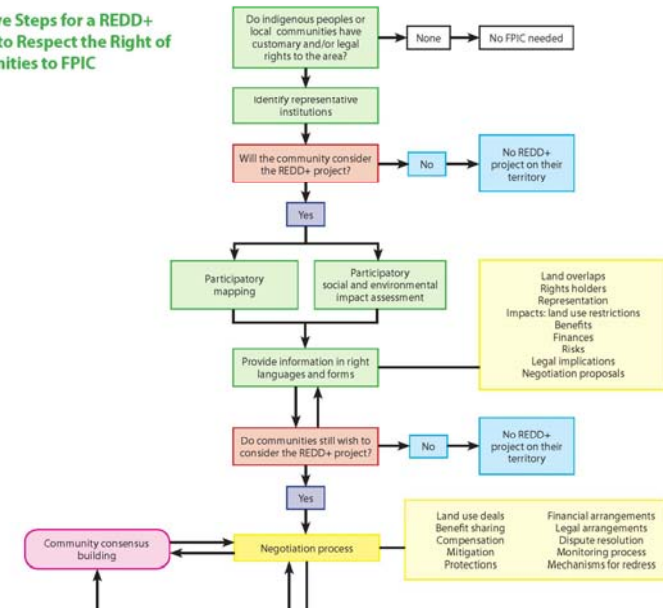 ve Steps for a REDD+
to Respect the Right of
nities to FPIC
Do indigenous peoples or
local communities have
customary and/or legal
rights to the area?
None
No FPIC needed
Identify representative
institutions
Will the community consider
the REDD+ project?
No
No REDD+
project on their
territory
Yes
Participatory
mapping
Participatory
social and environmental
impact assessment
Land overlaps
Rights holders
Representation
Impacts: land use restrictions
Benefits
Finances
Risks
Legal implications
Negotiation proposals
Provide information in right
languages and forms
Do communities still wish to
consider the REDD+ project?
No
No REDD+
project on their
territory
Yes
Community consensus
building
Negotiation process
Land use deals
Benefit sharing
Compensation
Mitigation
Protections
Financial arrangements
Legal arrangements
Dispute resolution
Monitoring process
Mechanisms for redress